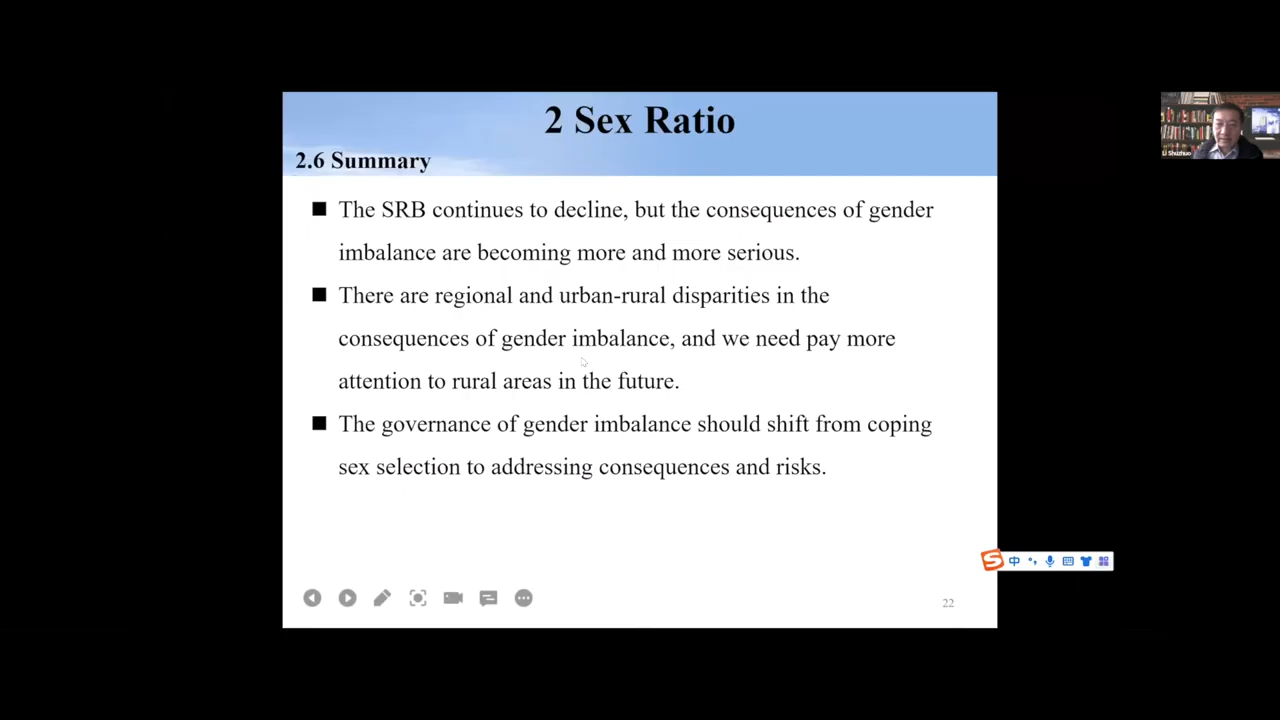 2 Sex Ratio
2.6 Summary
■ The SRB continues to decline, but the consequences of gender
imbalance are becoming more and more serious.
■ There are regional and urban-rural disparities in the
consequences of gender imbalance, and we need pay more
attention to rural areas in the future.
■ The governance of gender imbalance should shift from coping
sex selection to addressing consequences and risks.
22
Li Shuzhuo
S 中